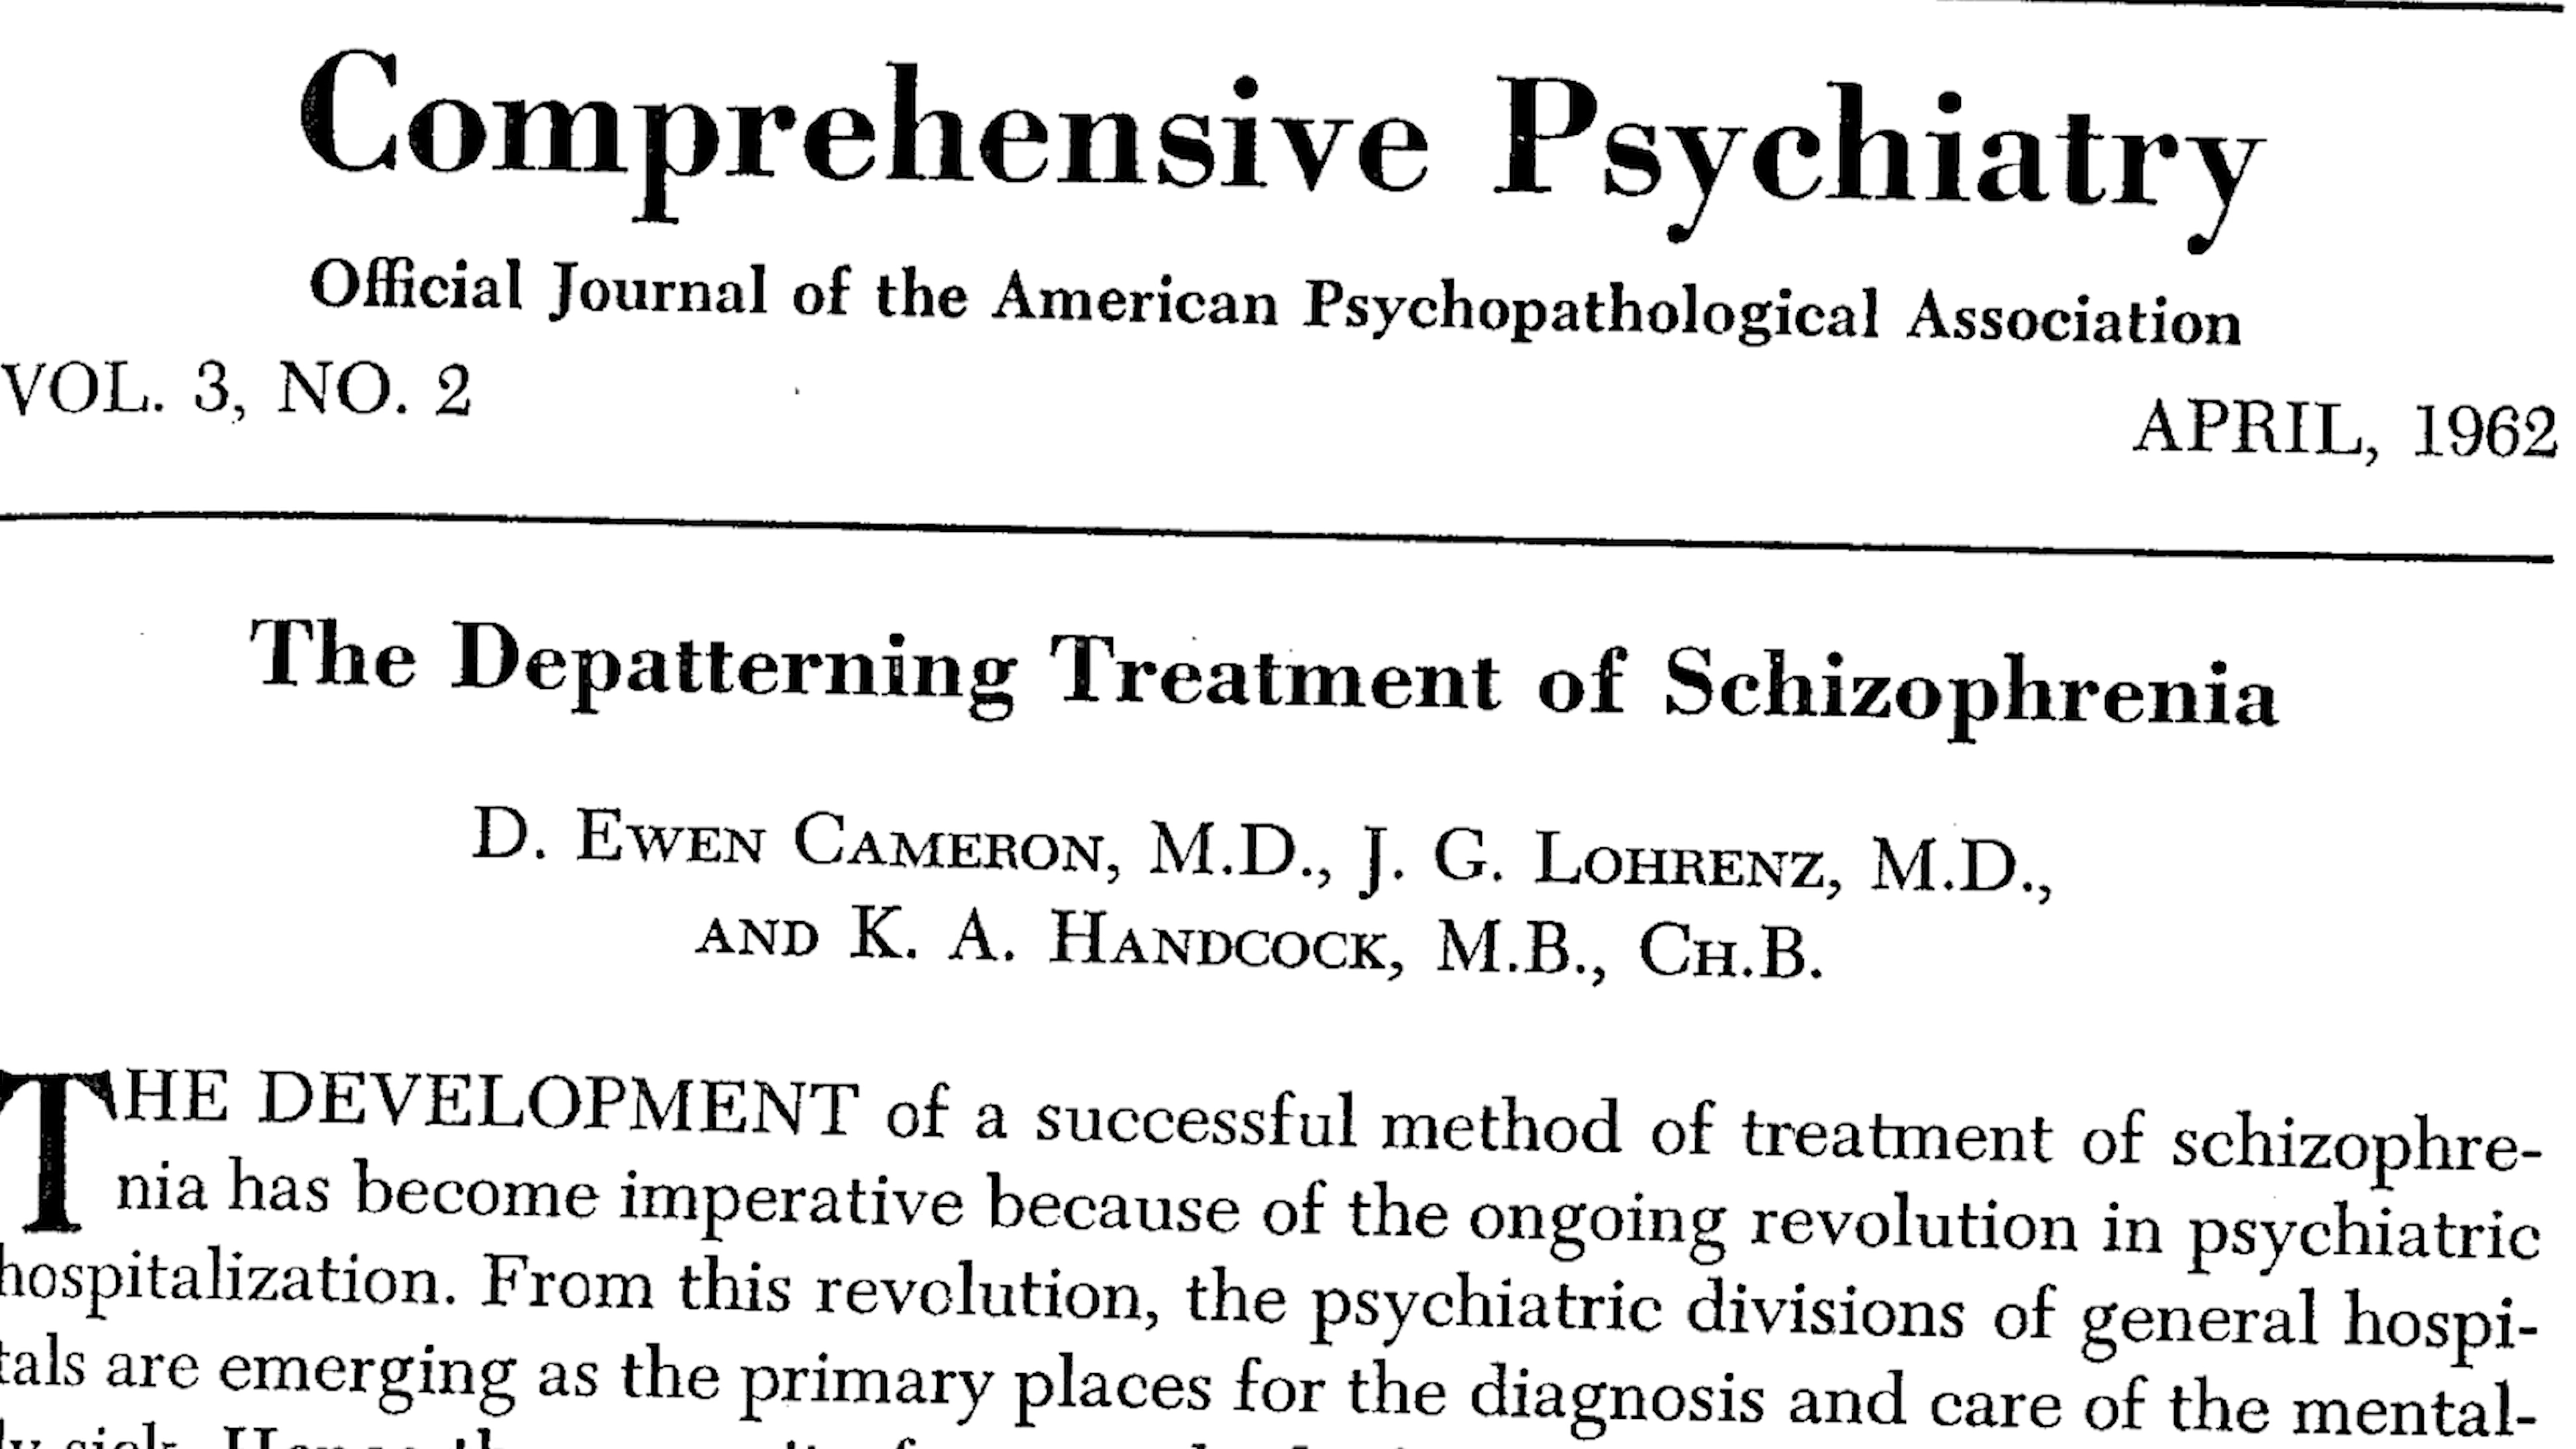 Comprehensive Psychiatry
Official Journal of the American Psychopathological Association
VOL. 3, NO. 2
APRIL, 1962
The Depatterning Treatment of Schizophrenia
D. EWEN CAMERON, M.D., J. G. LOHRENZ, M.D.,
AND K. A. HANDCOCK, M.B., CH.B.
THE DEVELOPMENT of a successful method of treatment of schizophre-
nia has become imperative because of the ongoing revolution in psychiatric
hospitalization. From this revolution, the psychiatric divisions of general hospi-
tals are emerging as the primary places for the diagnosis and care of the mental-